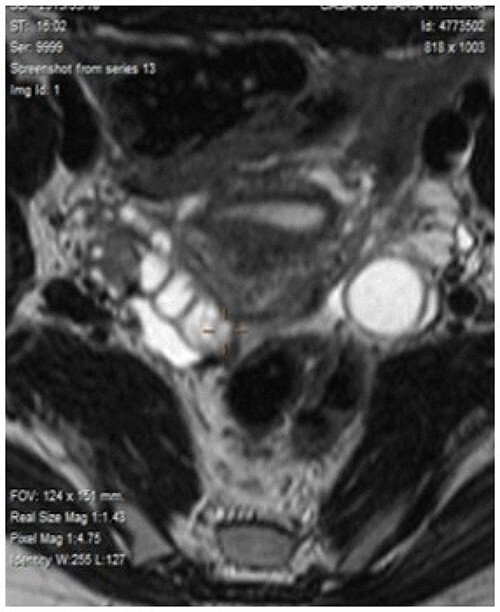 ST: 15:02
Ser: 9999
Screenshot from series 13
Img Id: 1
Id: 4773502
818 x 1003
FOV: 124 x 151 mm.
Real Size Mag 1:1.43
Pixel Mag 1:4.75
Identity W:255 L:127